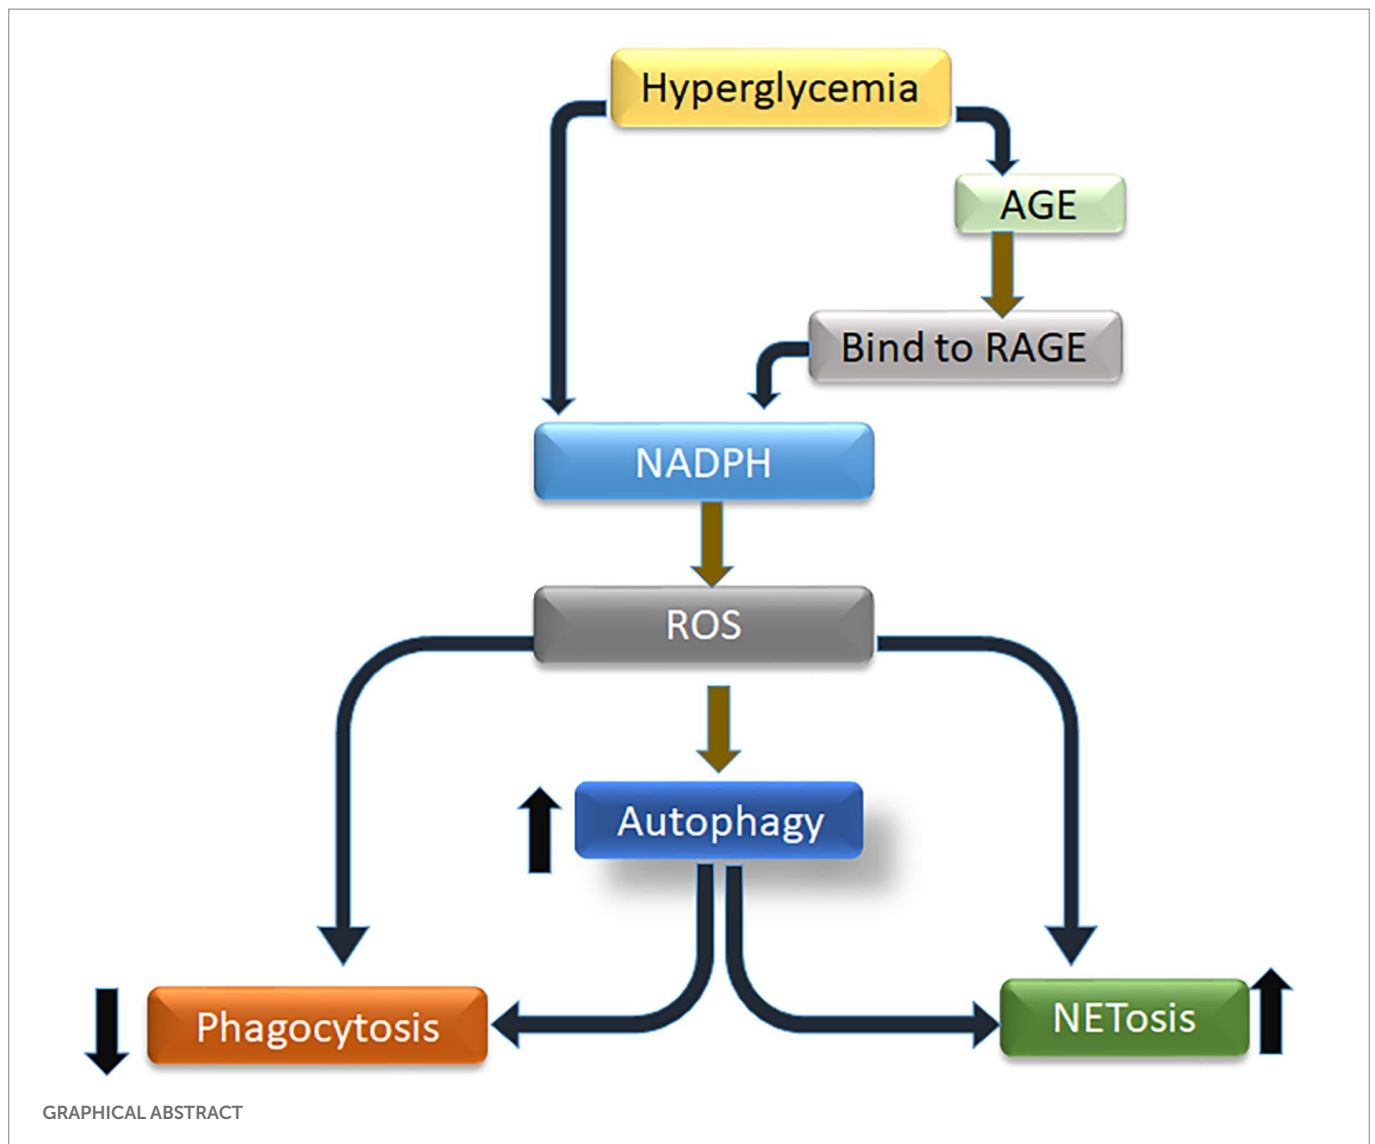 Hyperglycemia
AGE
Bind to RAGE
NADPH
ROS
Autophagy
Phagocytosis
NETosis
GRAPHICAL ABSTRACT